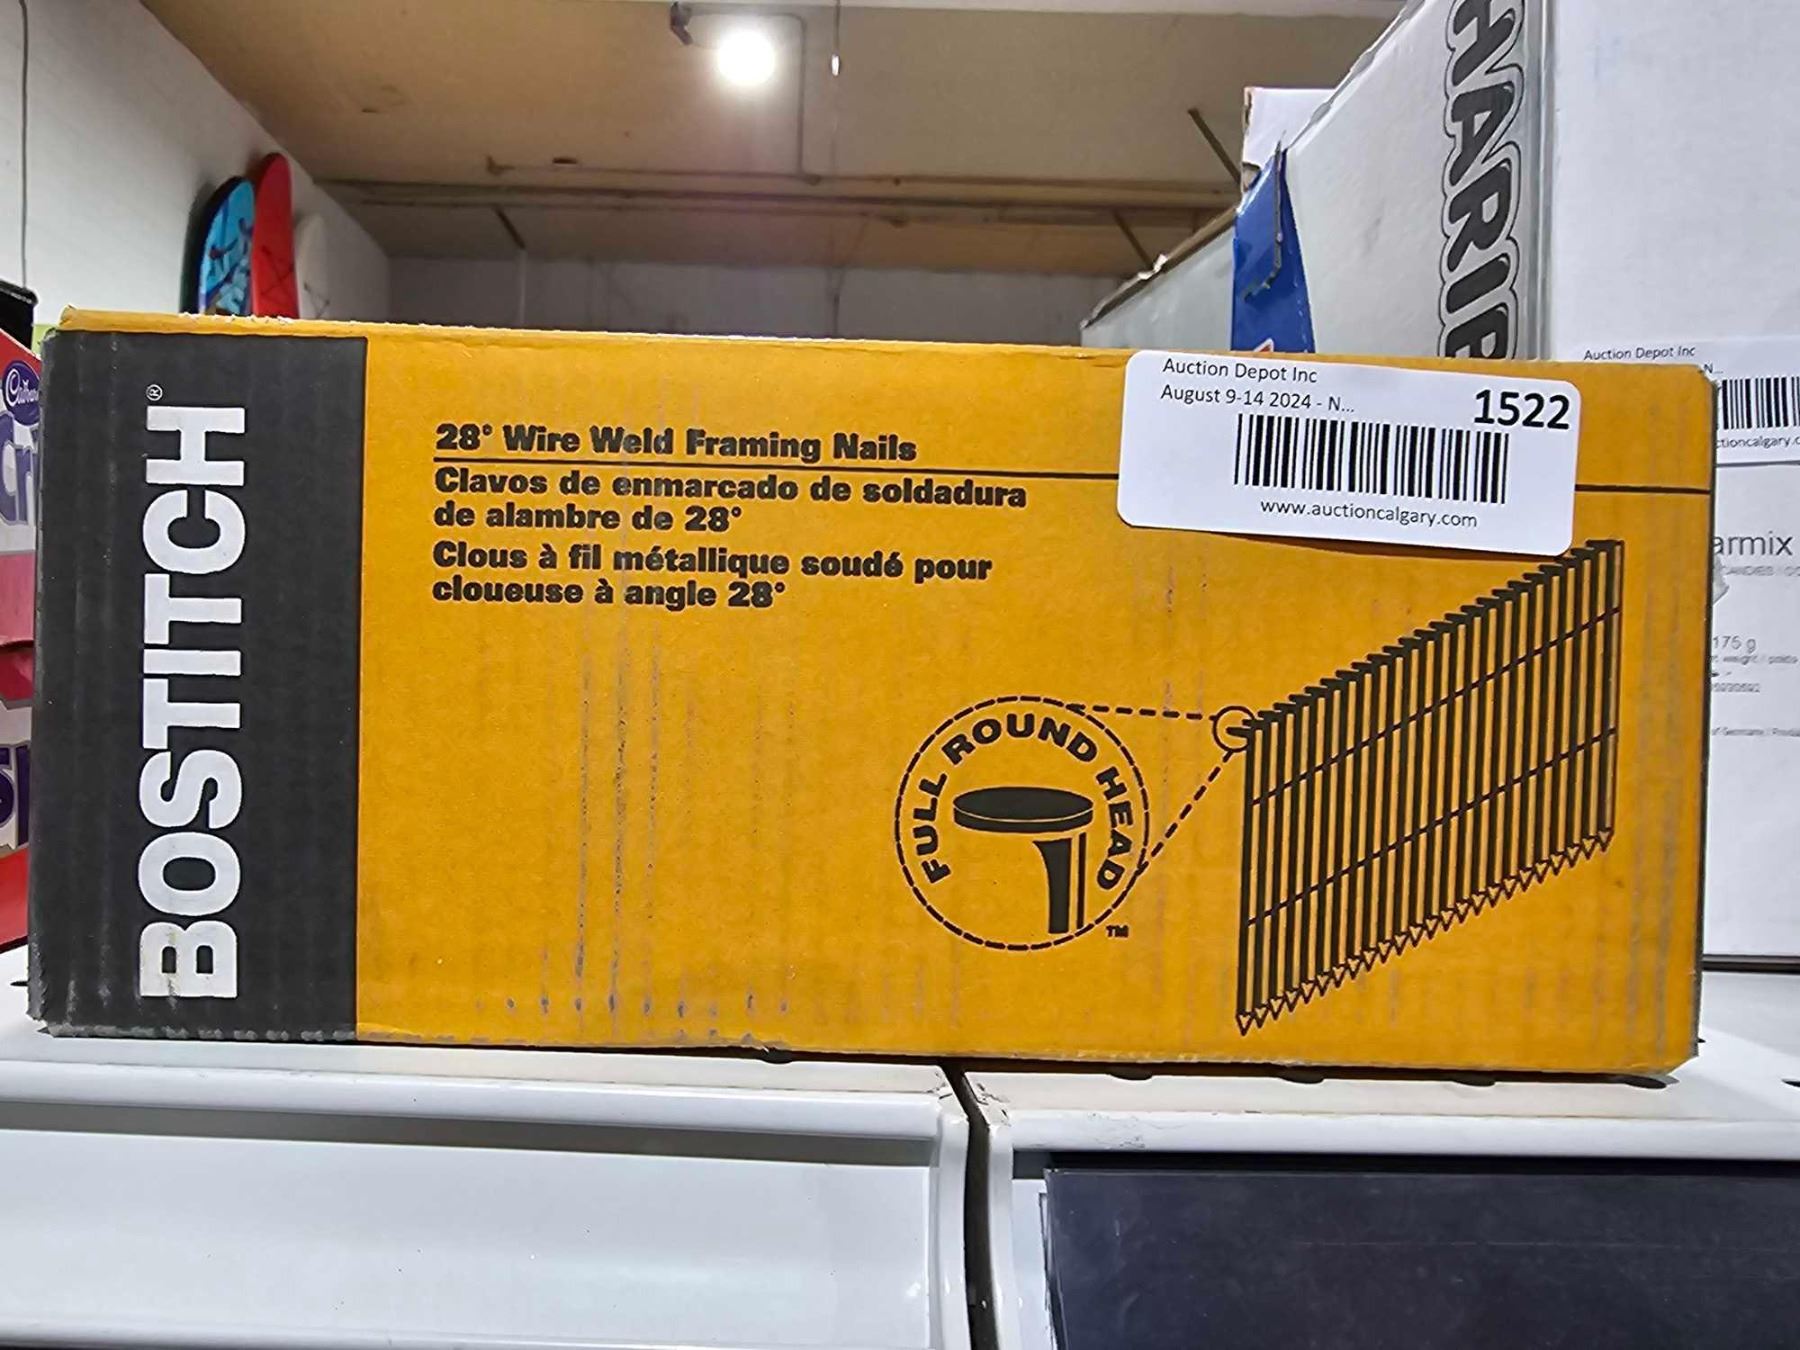 BOSTITCH®
28° Wire Weld Framing Nails
Clavos de enmarcado de soldadura
de alambre de 28°
Clous à fil métallique soudé pour
cloueuse à angle 28°
FULL ROUND HEAD
TM
Auction Depot Inc
August 9-14 2024 - N...
1522
www.auctioncalgary.com
HARIB
Auction Depot Inc
N...
ctioncalgary.c
armix
175 g